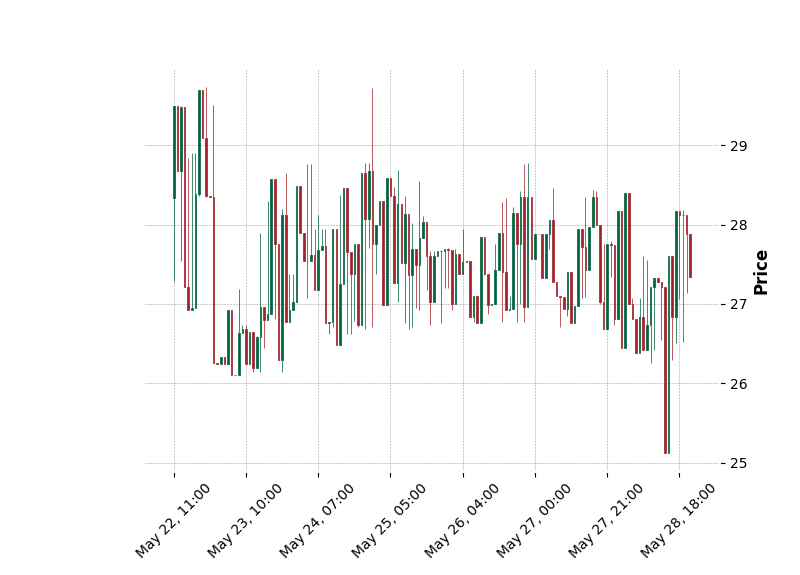 29
28
27
26
25
Price
May 22, 11:00
May 23, 10:00
May 24, 07:00
May 25, 05:00
May 26, 04:00
May 27, 00:00
May 27, 21:00
May 28, 18:00